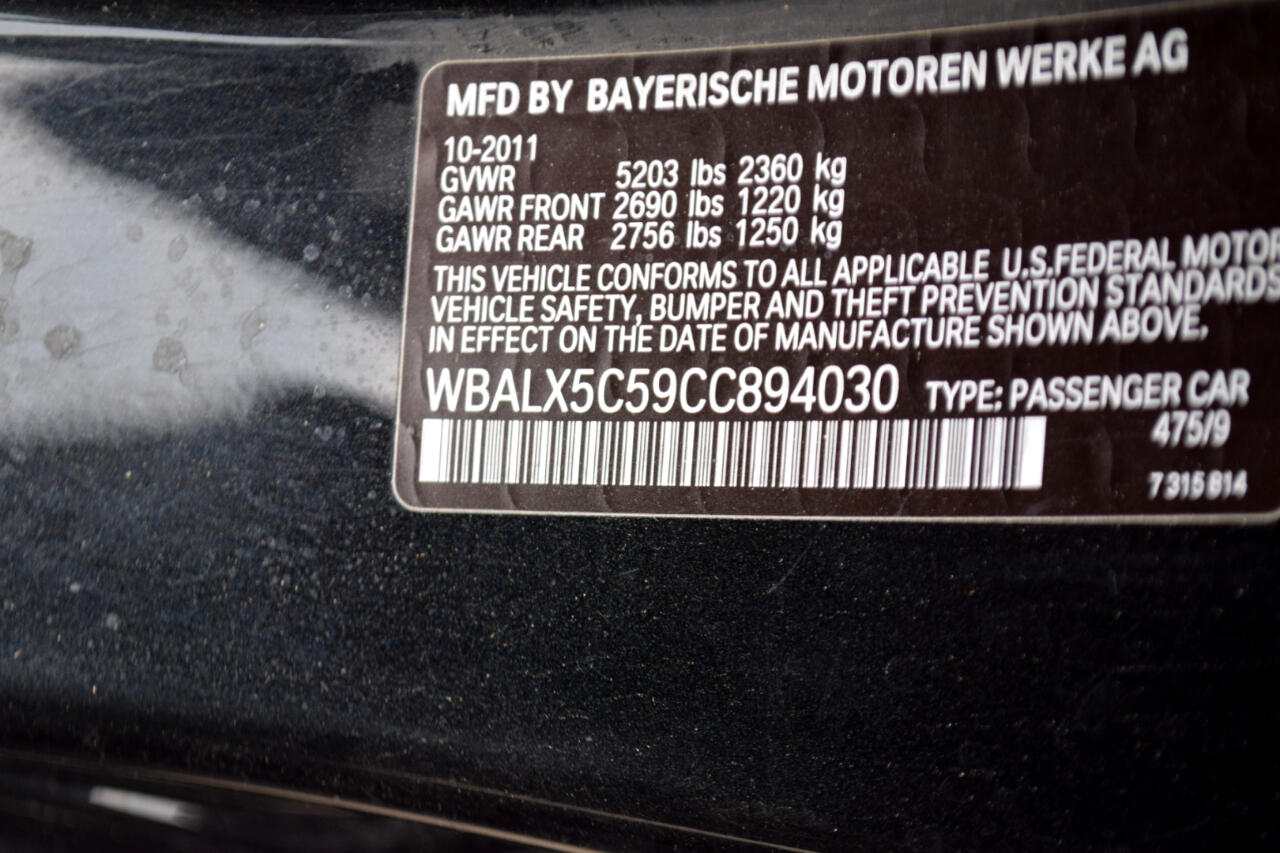 MFD BY BAYERISCHE MOTOREN WERKE AG
10-2011
GVWR 5203 lbs 2360 kg
GAWR FRONT 2690 lbs 1220 kg
GAWR REAR 2756 lbs 1250 kg
THIS VEHICLE CONFORMS TO ALL APPLICABLE U.S.FEDERAL MOTOR
VEHICLE SAFETY, BUMPER AND THEFT PREVENTION STANDARDS
IN EFFECT ON THE DATE OF MANUFACTURE SHOWN ABOVE.
WBALX5C59CC894030 TYPE: PASSENGER CAR
475/9
7 315 814